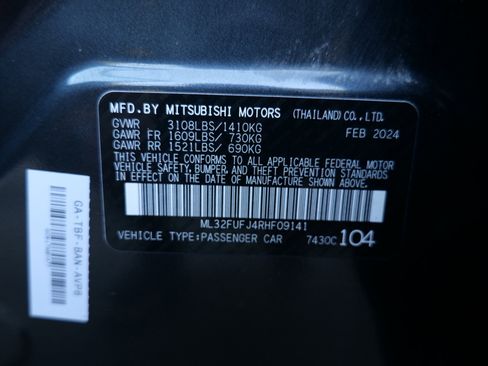 MFD.BY MITSUBISHI MOTORS (THAILAND)CO.,LTD.
GVWR 3108LBS/1410KG FEB 2024
GAWR FR 1609LBS/ 730KG
GAWR RR 1521LBS/ 690KG
THIS VEHICLE CONFORMS TO ALL APPLICABLE FEDERAL MOTOR
VEHICLE SAFETY, BUMPER, AND THEFT PREVENTION STANDARDS
IN EFFECT ON THE DATE OF MANUFACTURE SHOWN ABOVE.
ML32FUFJ4RHF09141
VEHICLE TYPE:PASSENGER CAR 7430C 104
GA-TBF-BAN-AVP8